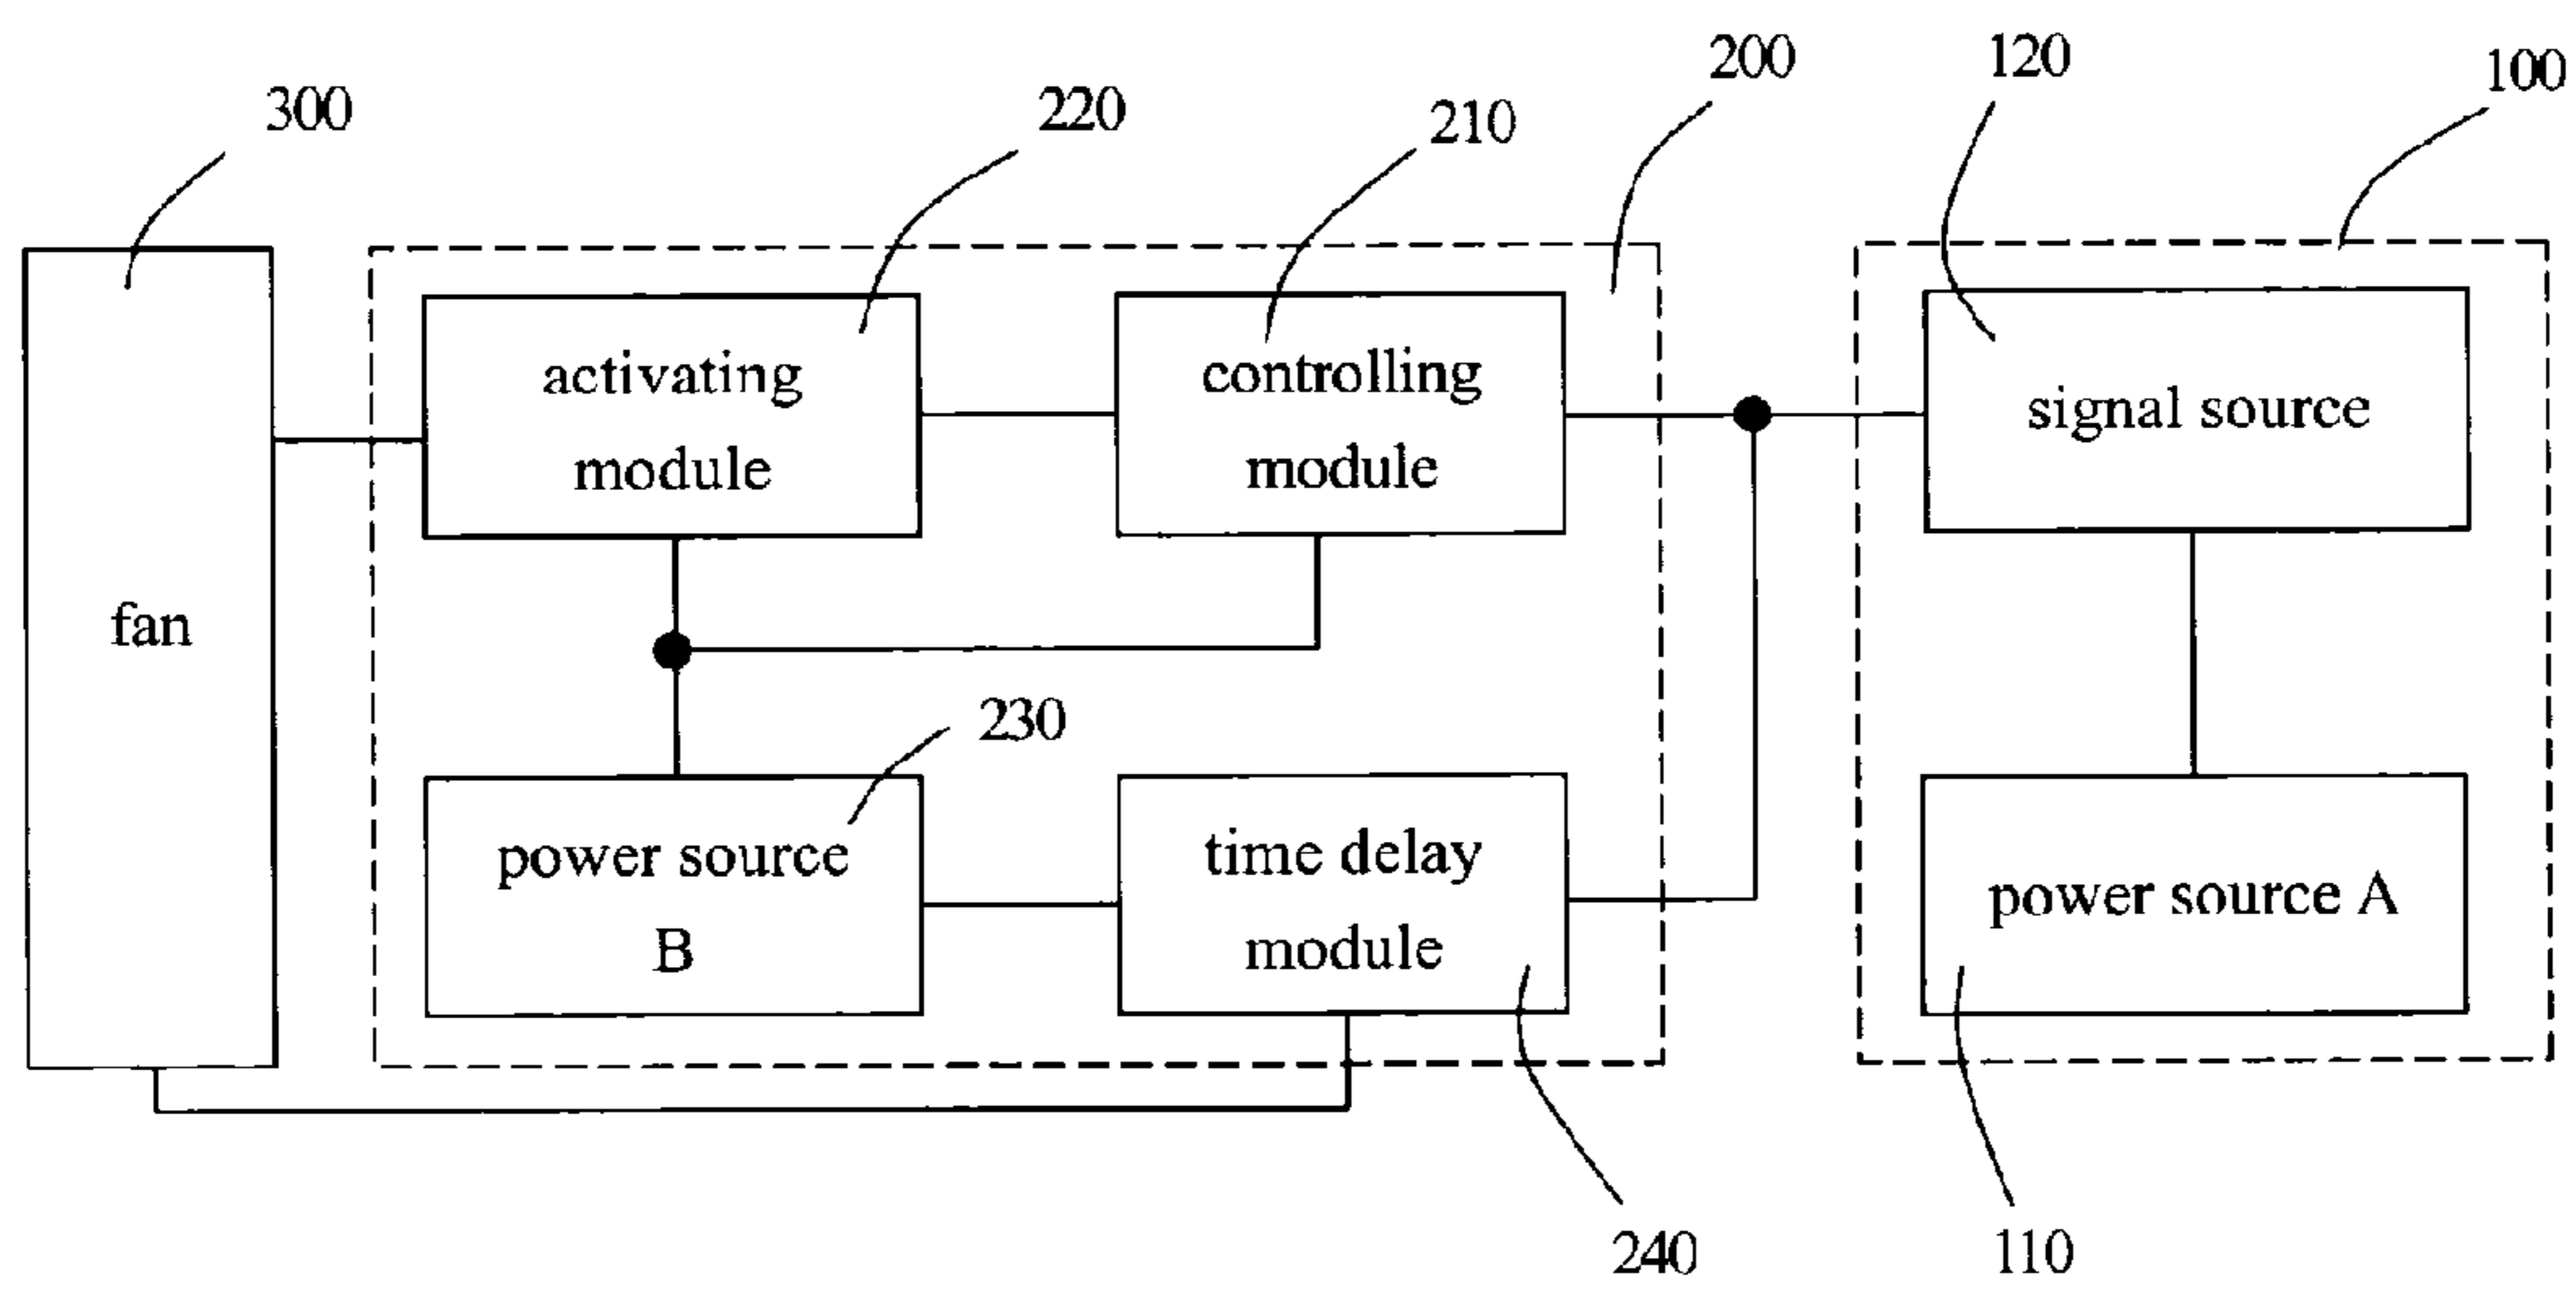 300
220
210
200
120
100
activating
module
controlling
module
signal source
fan
230
power source
B
time delay
module
power source A
240
110